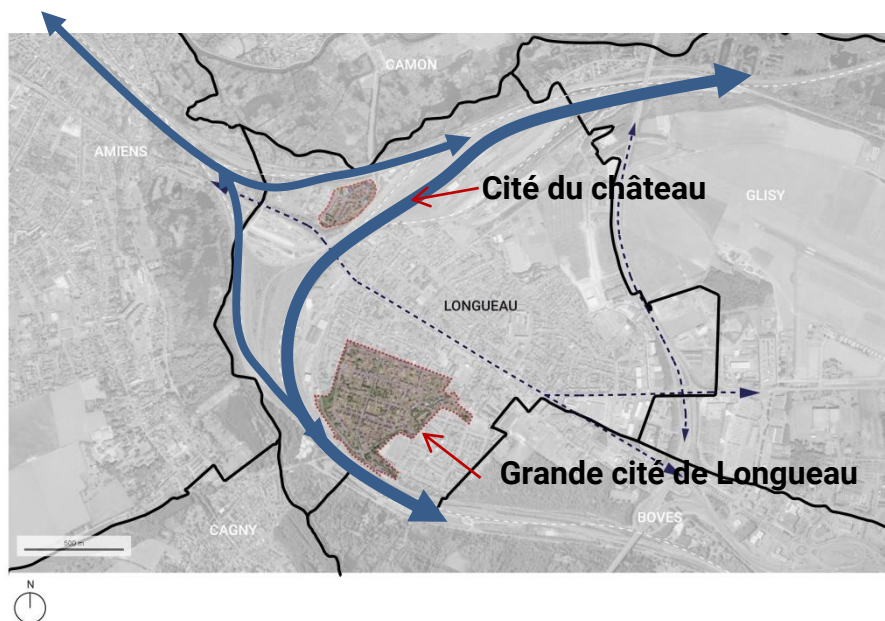 CAMON
AMIENS
Cité du château
GLISY
LONGUEAU
Grande cité de Longueau
BOVES
CAGNY
500 m
N